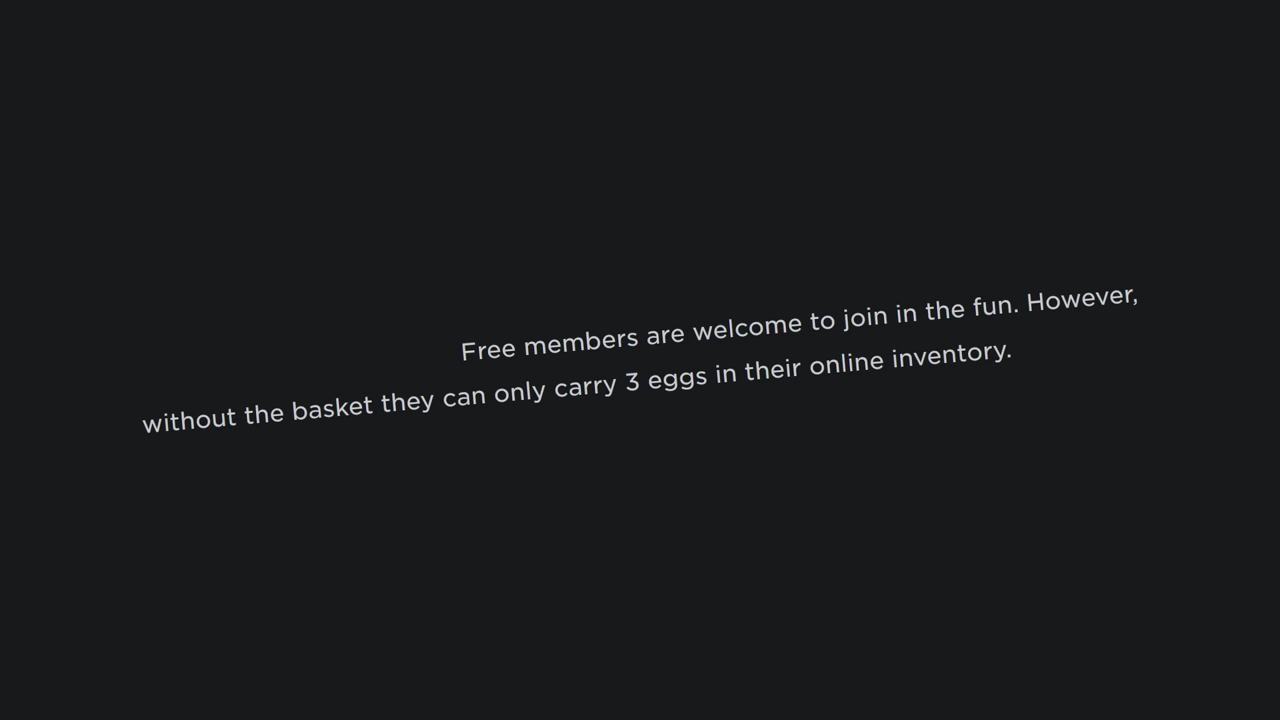 Free members are welcome to join in the fun. However,
without the basket they can only carry 3 eggs in their online inventory.